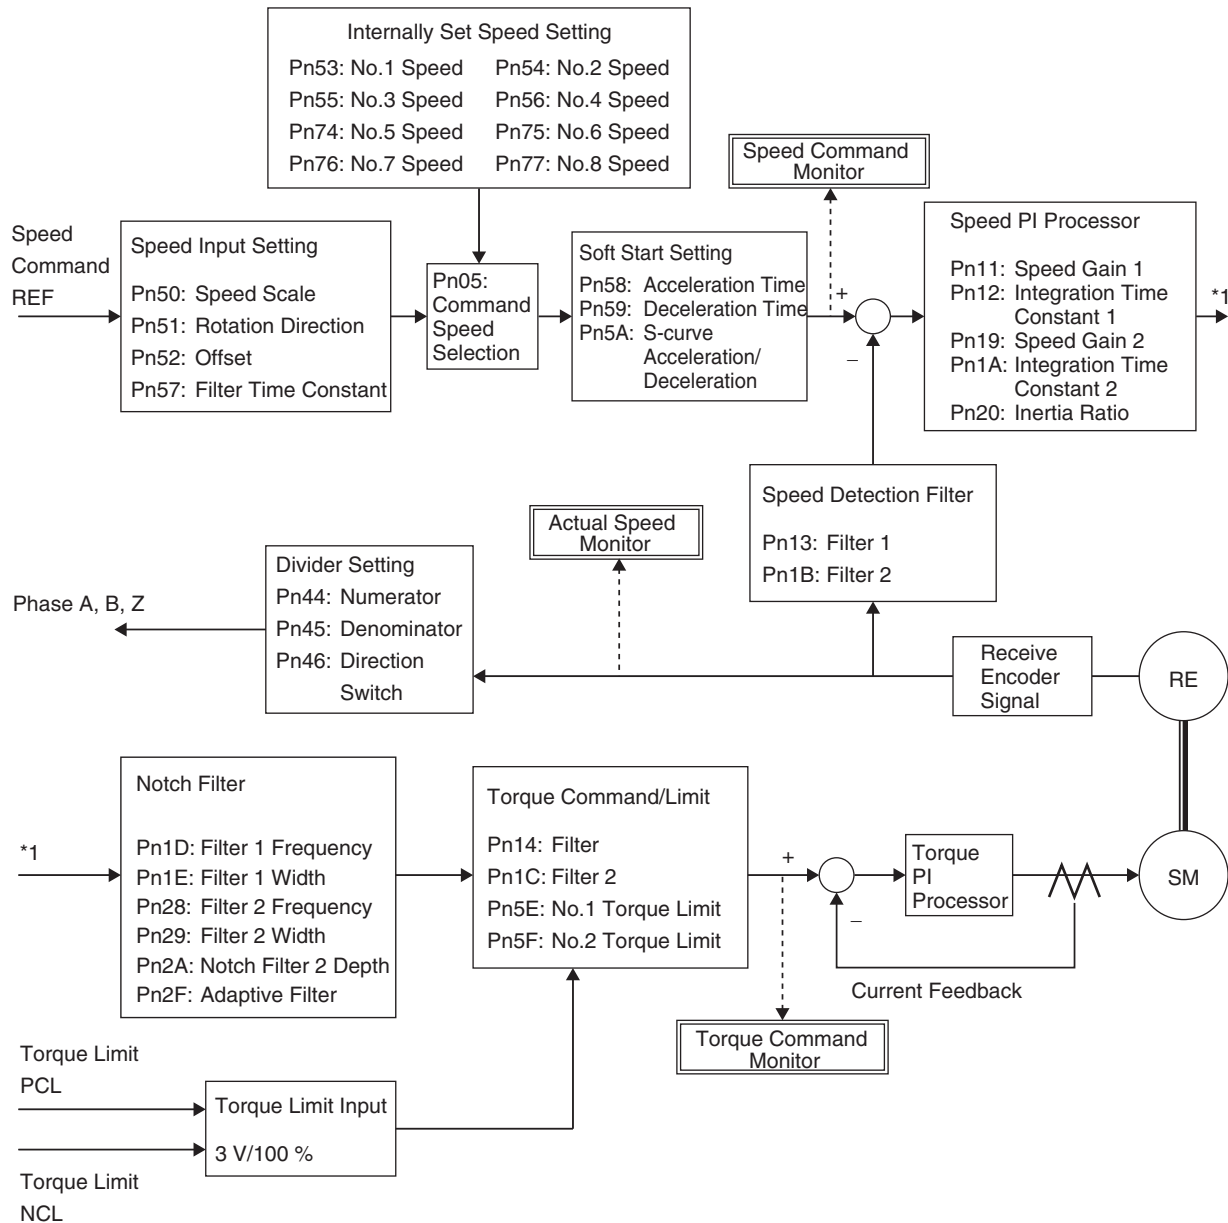 Internally Set Speed Setting
Pn53: No.1 Speed Pn54: No.2 Speed
Pn55: No.3 Speed Pn56: No.4 Speed
Pn74: No.5 Speed Pn75: No.6 Speed
Pn76: No.7 Speed Pn77: No.8 Speed
Speed Command
Monitor
Speed
Command
REF
Speed Input Setting
Pn50: Speed Scale
Pn51: Rotation Direction
Pn52: Offset
Pn57: Filter Time Constant
Pn05:
Command
Speed
Selection
Soft Start Setting
Pn58: Acceleration Time
Pn59: Deceleration Time
Pn5A: S-curve
Acceleration/
Deceleration
+
−
Speed PI Processor
Pn11: Speed Gain 1
Pn12: Integration Time
Constant 1
Pn19: Speed Gain 2
Pn1A: Integration Time
Constant 2
Pn20: Inertia Ratio
*1
Speed Detection Filter
Pn13: Filter 1
Pn1B: Filter 2
Actual Speed
Monitor
Divider Setting
Pn44: Numerator
Pn45: Denominator
Pn46: Direction
Switch
Phase A, B, Z
Receive
Encoder
Signal
RE
*1
Notch Filter
Pn1D: Filter 1 Frequency
Pn1E: Filter 1 Width
Pn28: Filter 2 Frequency
Pn29: Filter 2 Width
Pn2A: Notch Filter 2 Depth
Pn2F: Adaptive Filter
Torque Command/Limit
Pn14: Filter
Pn1C: Filter 2
Pn5E: No.1 Torque Limit
Pn5F: No.2 Torque Limit
+
−
Torque
PI
Processor
SM
Current Feedback
Torque Command
Monitor
Torque Limit
PCL
Torque Limit Input
3 V/100 %
Torque Limit
NCL